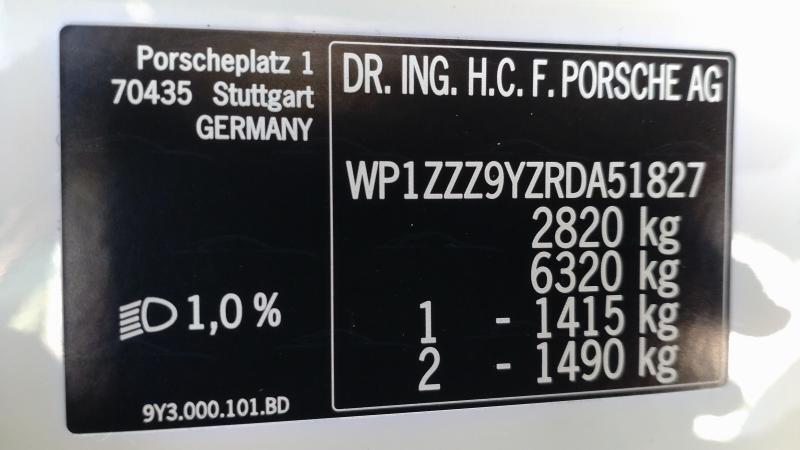 Porscheplatz 1
70435 Stuttgart
GERMANY
1,0 %
9Y3.000.101.BD
DR. ING. H.C. F. PORSCHE AG
WP1ZZZ9YZRDA51827
2820 kg
6320 kg
1 - 1415 kg
2 - 1490 kg